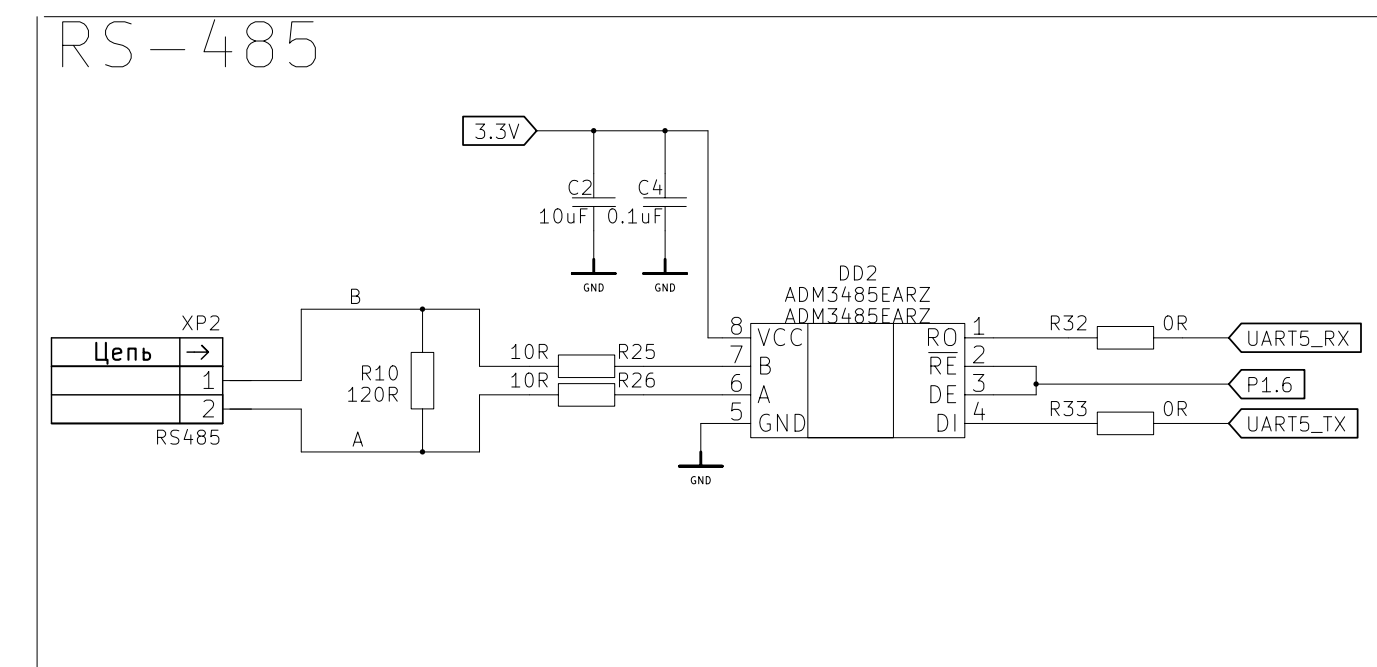 RS-485
3.3V
C2
10uF
C4
0.1uF
GND
GND
DD2
ADM3485EARZ
ADM3485EARZ
B
XP2
Цепь →
1
2
RS485
A
R10
120R
10R R25
10R R26
8 VCC
7 B
6 A
5 GND
GND
RO 1
RE 2
DE 3
DI 4
R32 0R UART5_RX
P1.6
R33 0R UART5_TX